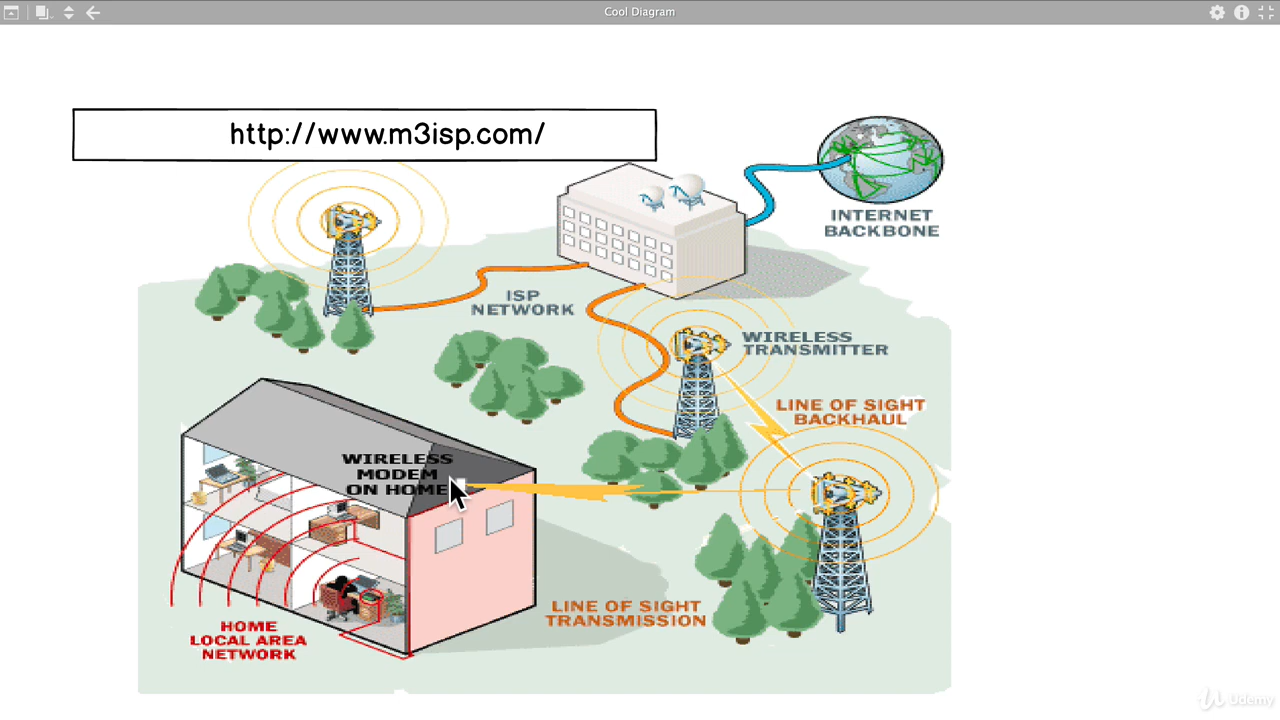 Cool Diagram
http://www.m3isp.com/
INTERNET
BACKBONE
ISP
NETWORK
WIRELESS
TRANSMITTER
LINE OF SIGHT
BACKHAUL
WIRELESS
MODEM
ON HOME
LINE OF SIGHT
TRANSMISSION
HOME
LOCAL AREA
NETWORK
Udemy